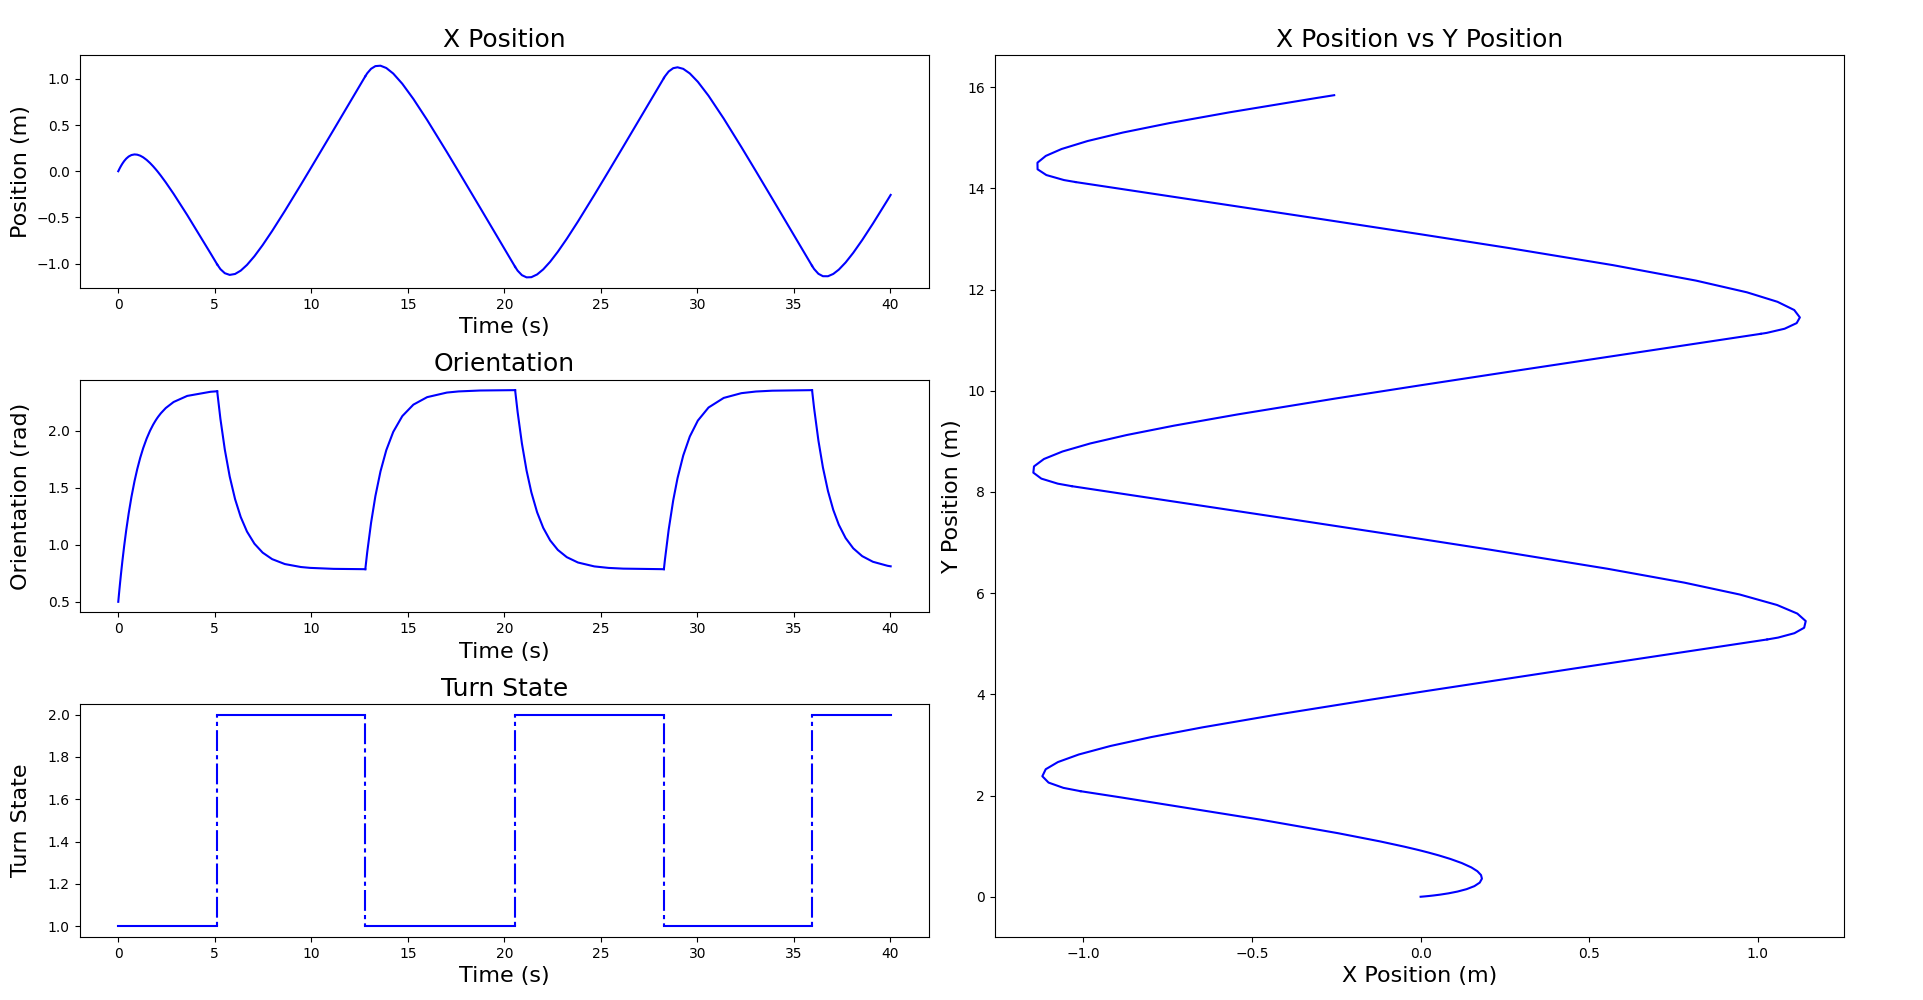 X Position
Position (m)
1.0
0.5
0.0
−0.5
−1.0
0 5 10 15 20 25 30 35 40
Time (s)
Orientation
Orientation (rad)
2.0
1.5
1.0
0.5
0 5 10 15 20 25 30 35 40
Time (s)
Turn State
Turn State
2.0
1.8
1.6
1.4
1.2
1.0
0 5 10 15 20 25 30 35 40
Time (s)
X Position vs Y Position
Y Position (m)
16
14
12
10
8
6
4
2
0
−1.0 −0.5 0.0 0.5 1.0
X Position (m)